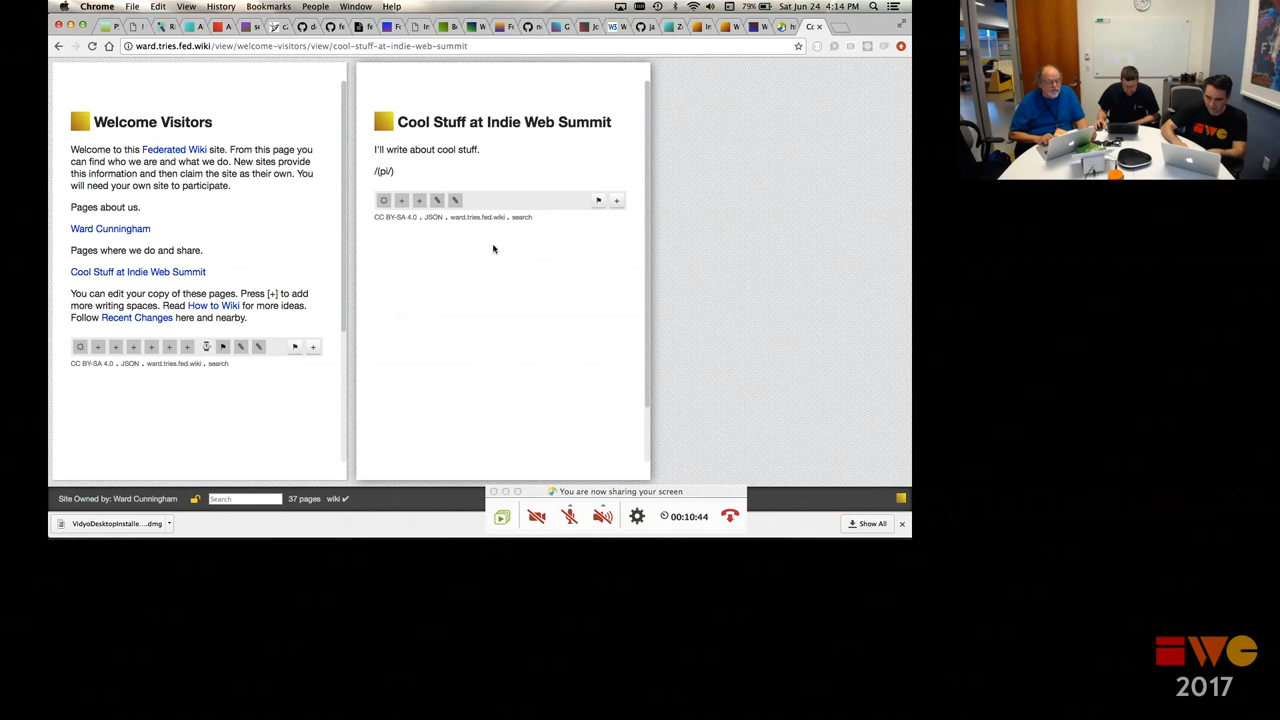 Chrome File Edit View History Bookmarks People Window Help
79% Sat Jun 24 4:14 PM
ward.tries.fed.wiki/view/welcome-visitors/view/cool-stuff-at-indie-web-summit
Welcome Visitors
Welcome to this Federated Wiki site. From this page you
can find who we are and what we do. New sites provide
this information and then claim the site as their own. You
will need your own site to participate.
Pages about us.
Ward Cunningham
Pages where we do and share.
Cool Stuff at Indie Web Summit
You can edit your copy of these pages. Press [+] to add
more writing spaces. Read How to Wiki for more ideas.
Follow Recent Changes here and nearby.
CC BY-SA 4.0 . JSON . ward.tries.fed.wiki . search
Cool Stuff at Indie Web Summit
I'll write about cool stuff.
/(pi/)
CC BY-SA 4.0 . JSON . ward.tries.fed.wiki . search
Site Owned by: Ward Cunningham
Search
37 pages
wiki ✔
You are now sharing your screen
00:10:44
VidyoDesktopInstalle....dmg
Show All
IWC
2017